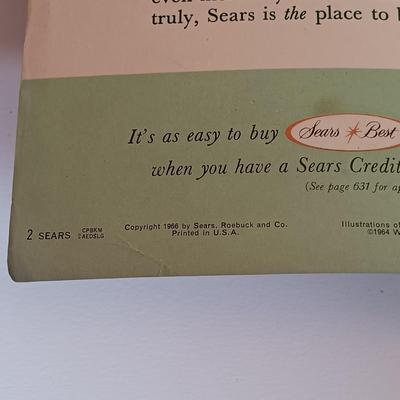 truly, Sears is the place to
It's as easy to buy Sears Best
when you have a Sears Credit
(See page 631 for
2 SEARS CPBKM
AEDSLG
Copyright 1966 by Sears, Roebuck and Co.
Printed in U.S.A.
Illustrations of
©1964 W